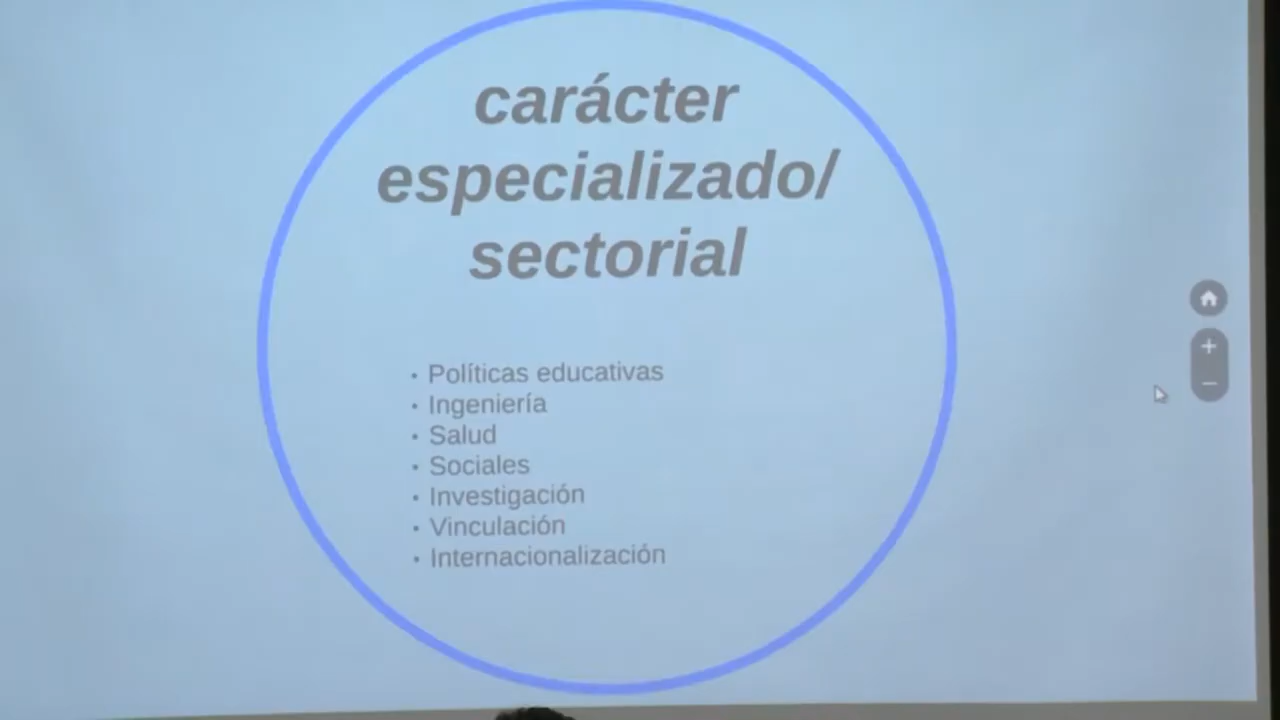 carácter
especializado/
sectorial
• Políticas educativas
• Ingeniería
• Salud
• Sociales
• Investigación
• Vinculación
• Internacionalización